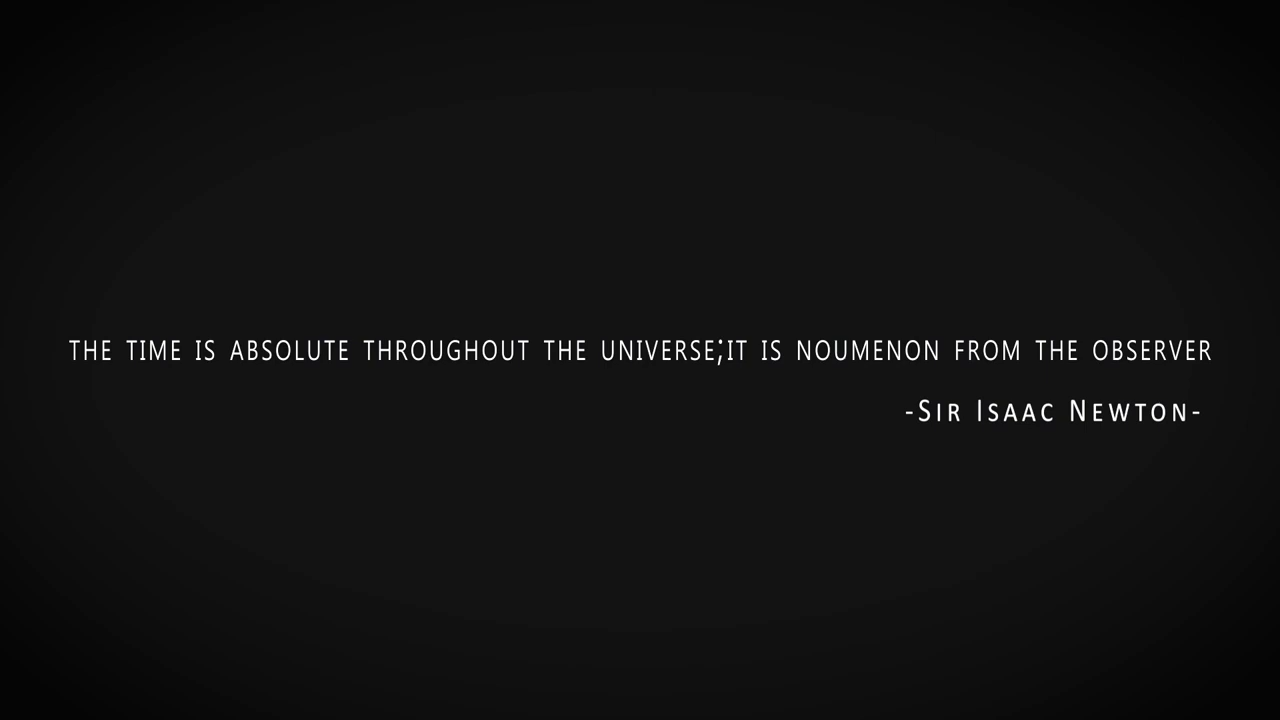 THE TIME IS ABSOLUTE THROUGHOUT THE UNIVERSE;IT IS NOUMENON FROM THE OBSERVER
-SIR ISAAC NEWTON-